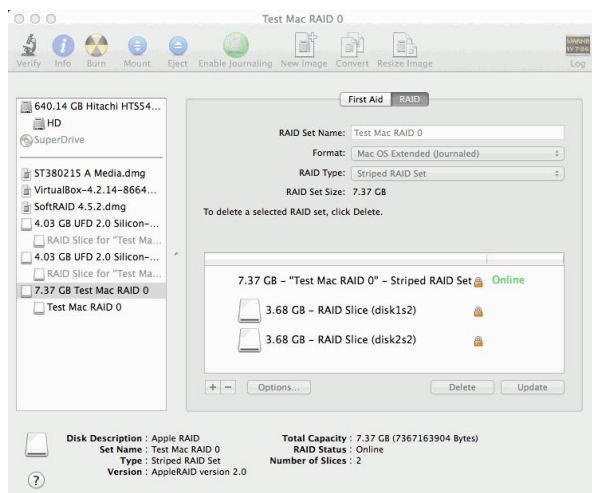 Test Mac RAID 0
Verify Info Burn Mount Eject Enable Journaling New Image Convert Resize Image Log
640.14 GB Hitachi HTS54...
HD
SuperDrive
ST380215 A Media.dmg
VirtualBox-4.2.14-8664...
SoftRAID 4.5.2.dmg
4.03 GB UFD 2.0 Silicon-...
RAID Slice for "Test Ma...
4.03 GB UFD 2.0 Silicon-...
RAID Slice for "Test Ma...
7.37 GB Test Mac RAID 0
Test Mac RAID 0
First Aid RAID
RAID Set Name: Test Mac RAID 0
Format: Mac OS Extended (Journaled)
RAID Type: Striped RAID Set
RAID Set Size: 7.37 GB
To delete a selected RAID set, click Delete.
7.37 GB – "Test Mac RAID 0" – Striped RAID Set Online
3.68 GB – RAID Slice (disk1s2)
3.68 GB – RAID Slice (disk2s2)
+ − Options... Delete Update
Disk Description : Apple RAID
Set Name : Test Mac RAID 0
Type : Striped RAID Set
Version : AppleRAID version 2.0
Total Capacity : 7.37 GB (7367163904 Bytes)
RAID Status : Online
Number of Slices : 2
?